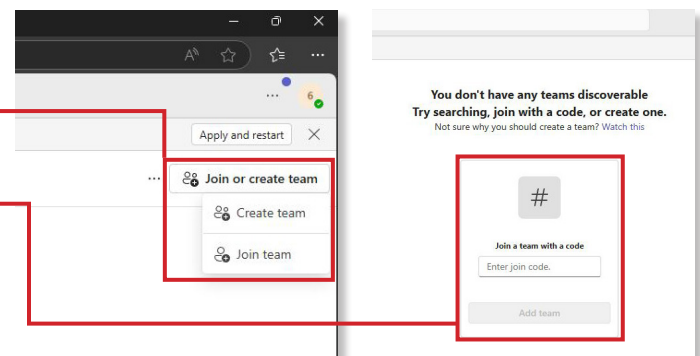 A
6
Apply and restart
Join or create team
Create team
Join team
You don't have any teams discoverable
Try searching, join with a code, or create one.
Not sure why you should create a team? Watch this
#
Join a team with a code
Enter join code.
Add team